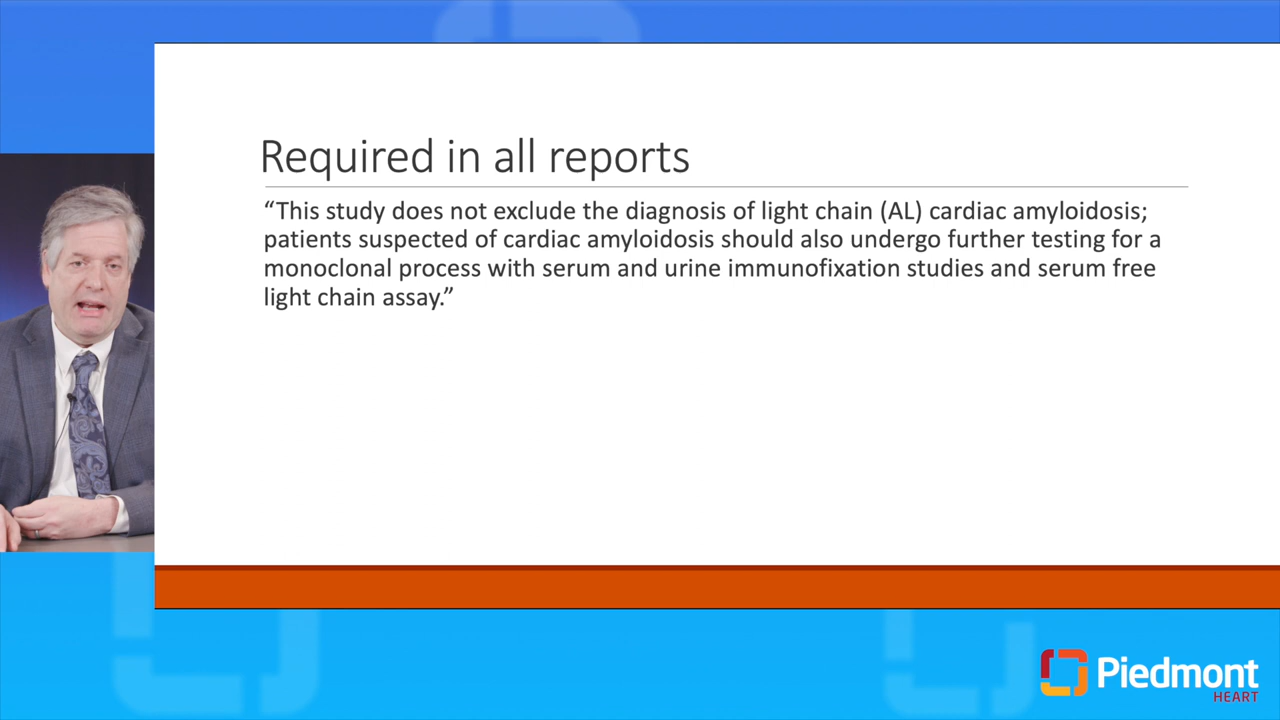 Required in all reports
“This study does not exclude the diagnosis of light chain (AL) cardiac amyloidosis;
patients suspected of cardiac amyloidosis should also undergo further testing for a
monoclonal process with serum and urine immunofixation studies and serum free
light chain assay.”
Piedmont
HEART